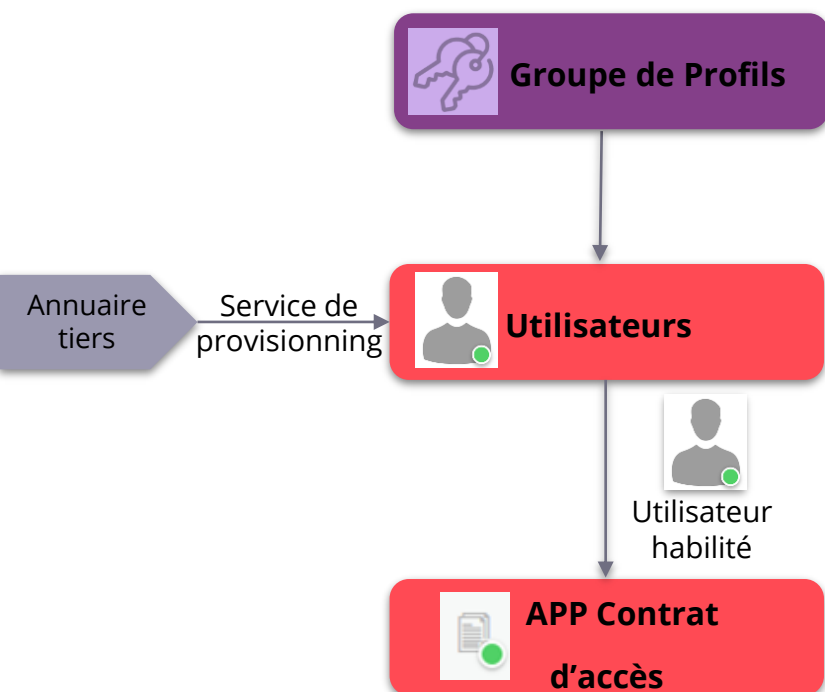 Groupe de Profils
Annuaire
tiers
Service de
provisionning
Utilisateurs
Utilisateur
habilité
APP Contrat
d’accès